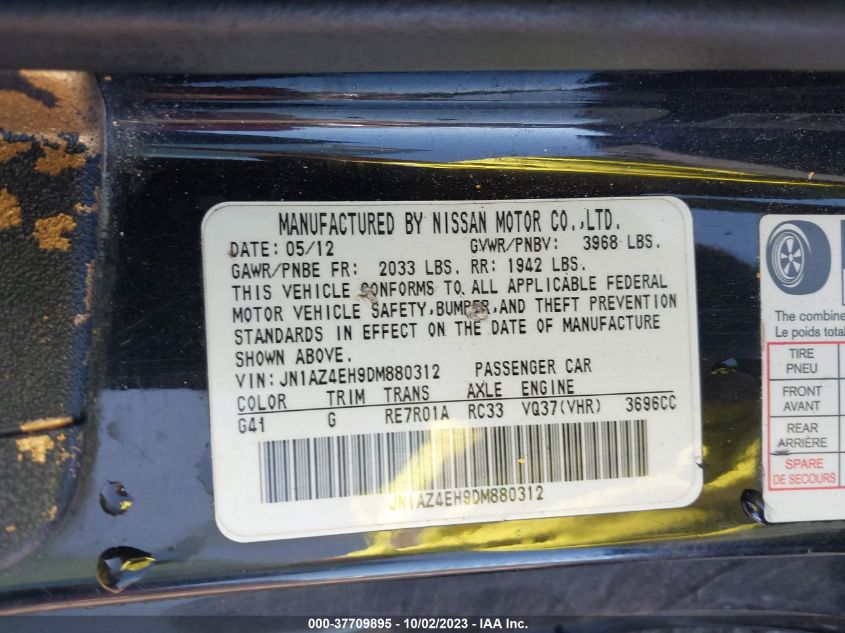 MANUFACTURED BY NISSAN MOTOR CO.,LTD.
DATE: 05/12 GVWR/PNBV: 3968 LBS.
GAWR/PNBE FR: 2033 LBS. RR: 1942 LBS.
THIS VEHICLE CONFORMS TO ALL APPLICABLE FEDERAL
MOTOR VEHICLE SAFETY,BUMPER,AND THEFT PREVENTION
STANDARDS IN EFFECT ON THE DATE OF MANUFACTURE
SHOWN ABOVE.
VIN: JN1AZ4EH9DM880312 PASSENGER CAR
COLOR TRIM TRANS AXLE ENGINE
G41 G RE7R01A RC33 VQ37(VHR) 3696CC
JN1AZ4EH9DM880312
The combine
Le poids total
TIRE
PNEU
FRONT
AVANT
REAR
ARRIÈRE
SPARE
DE SECOURS
000-37709895 - 10/02/2023 - IAA Inc.